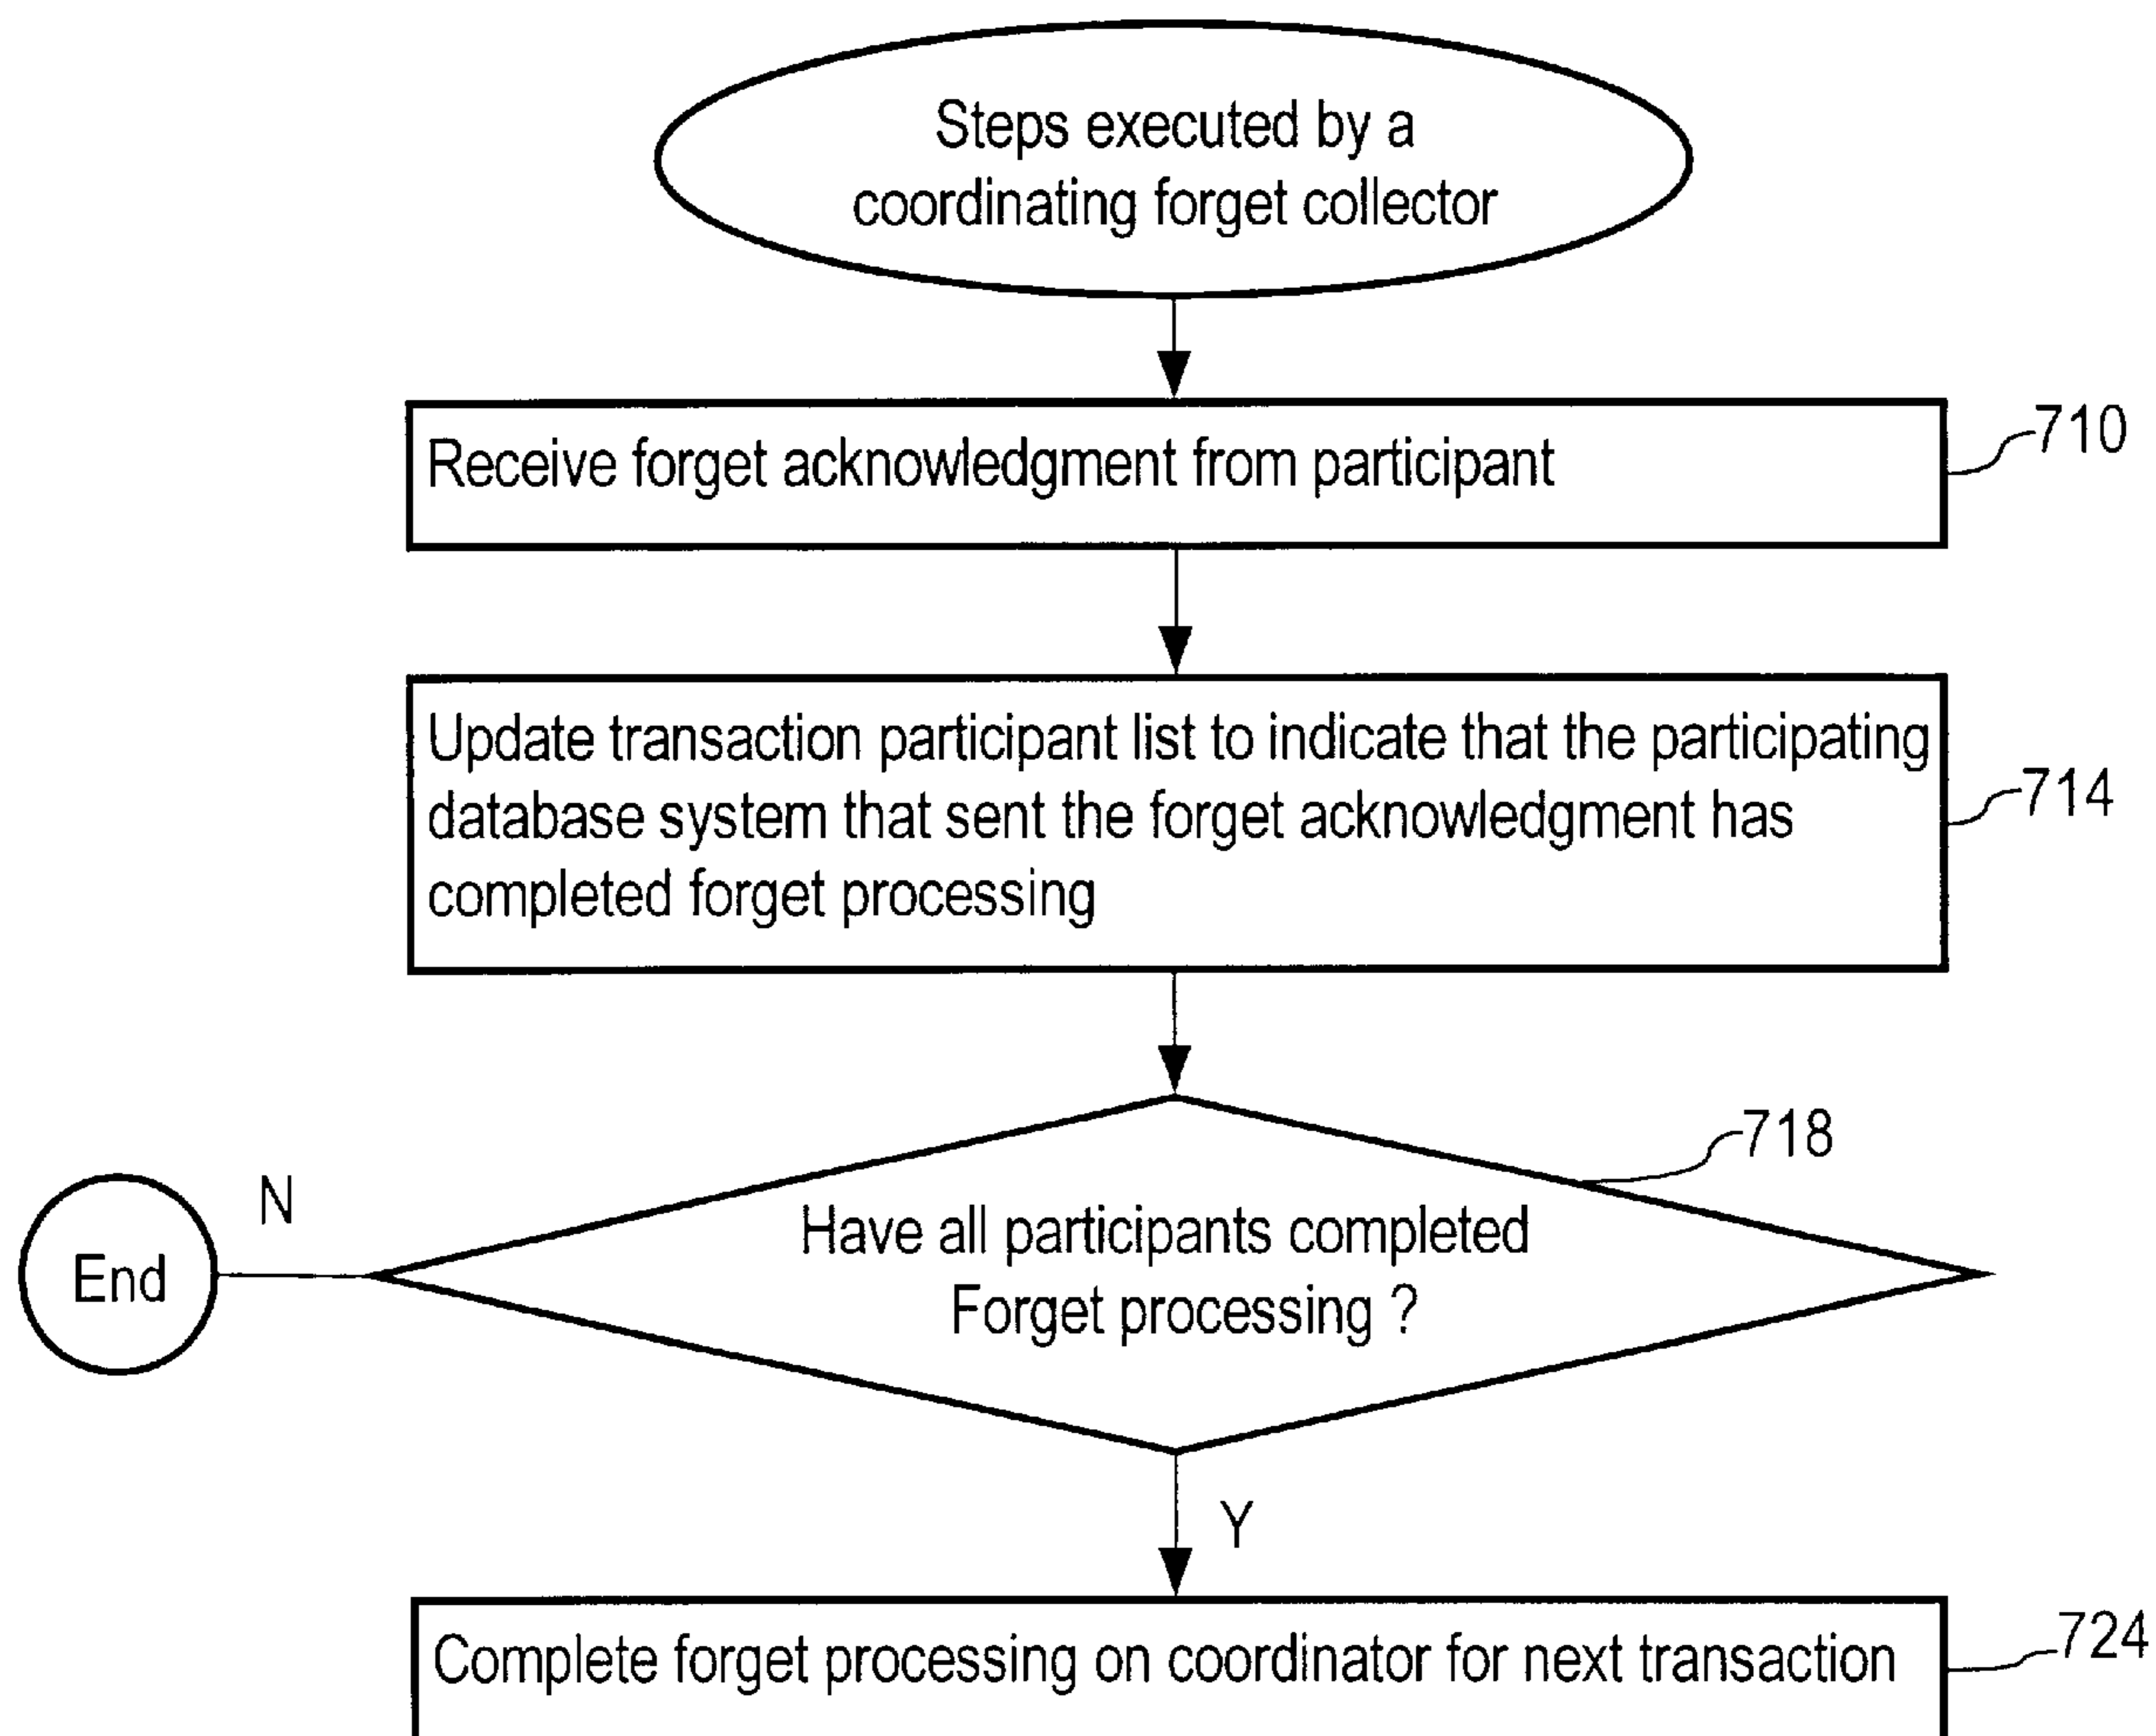 Steps executed by a
coordinating forget collector
Receive forget acknowledgment from participant
710
Update transaction participant list to indicate that the participating
database system that sent the forget acknowledgment has
completed forget processing
714
718
Have all participants completed
Forget processing ?
N
End
Y
Complete forget processing on coordinator for next transaction
724